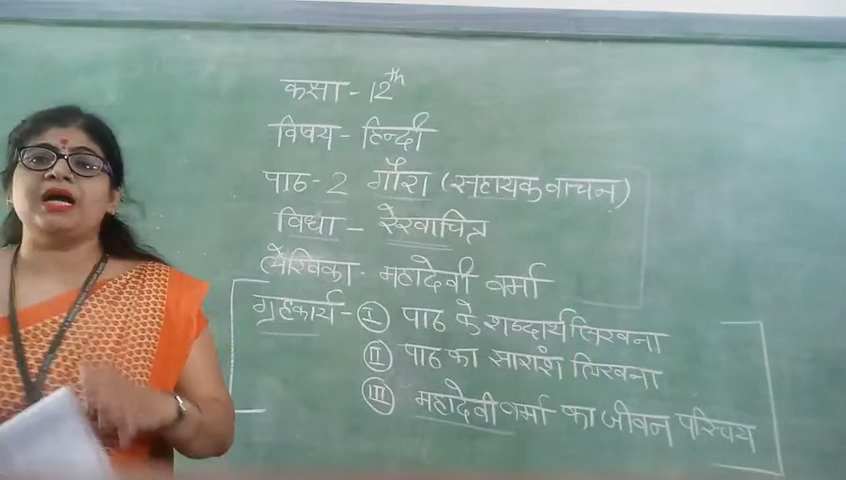 कक्षा - 12th
विषय - हिन्दी
पाठ - 2 गौरा (सहायक वाचन)
विधा - रेखाचित्र
लेखिका - महादेवी वर्मा
गृहकार्य - I पाठ के शब्दार्थ लिखना
II पाठ का सारांश लिखना
III महादेवी वर्मा का जीवन परिचय